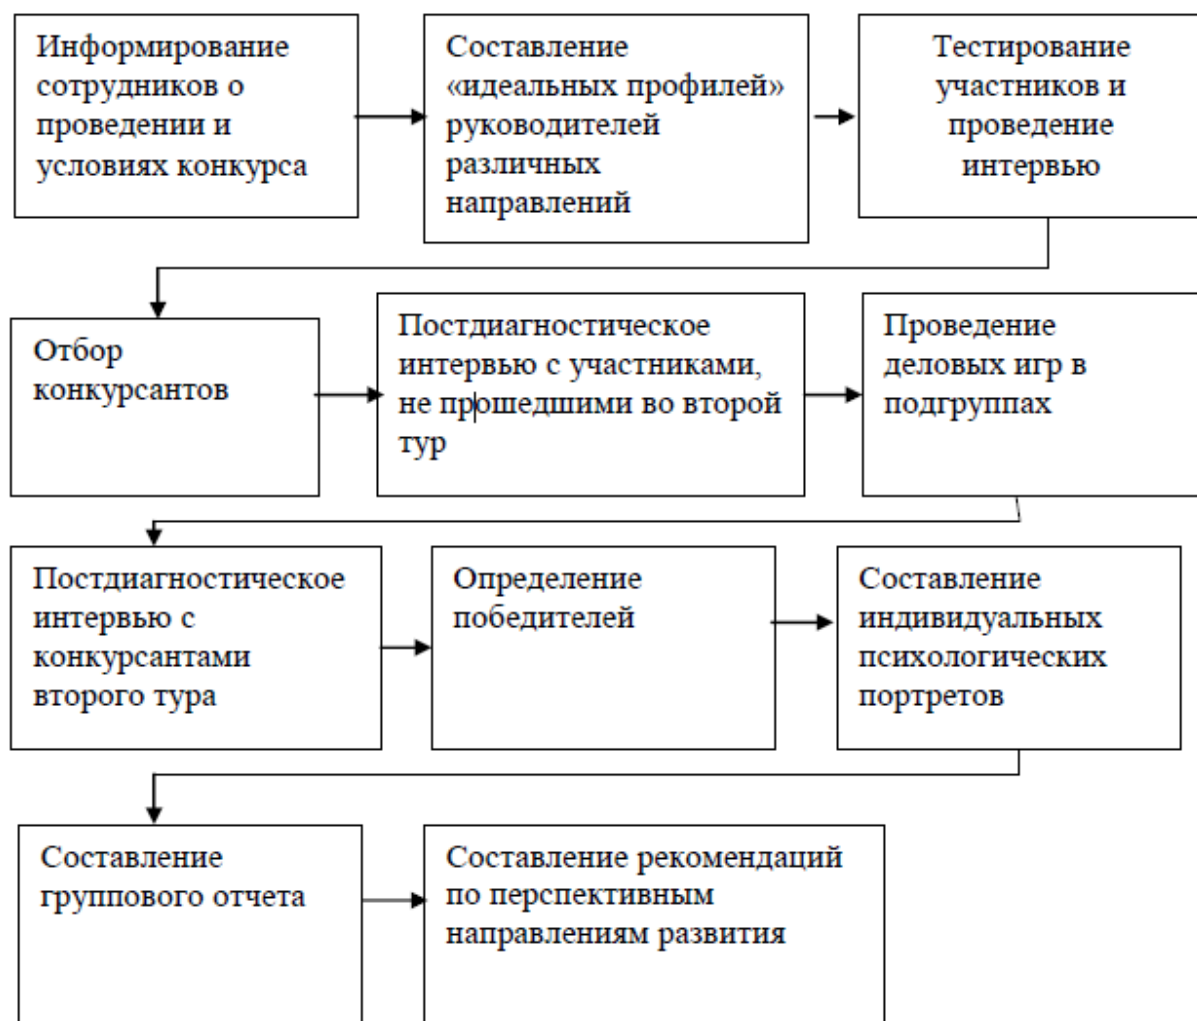 Информирование
сотрудников о
проведении и
условиях конкурса
Составление
«идеальных профилей»
руководителей
различных
направлений
Тестирование
участников и
проведение
интервью
Отбор
конкурсантов
Постдиагностическое
интервью с участниками,
не прошедшими во второй
тур
Проведение
деловых игр в
подгруппах
Постдиагностическое
интервью с
конкурсантами
второго тура
Определение
победителей
Составление
индивидуальных
психологических
портретов
Составление
группового отчета
Составление рекомендаций
по перспективным
направлениям развития